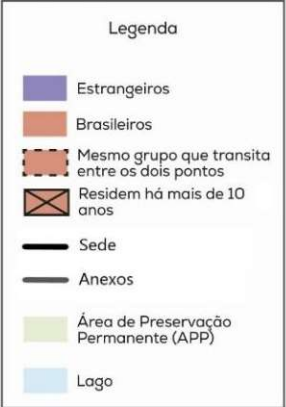 Legenda
Estrangeiros
Brasileiros
Mesmo grupo que transita
entre os dois pontos
Residem há mais de 10
anos
Sede
Anexos
Área de Preservação
Permanente (APP)
Lago